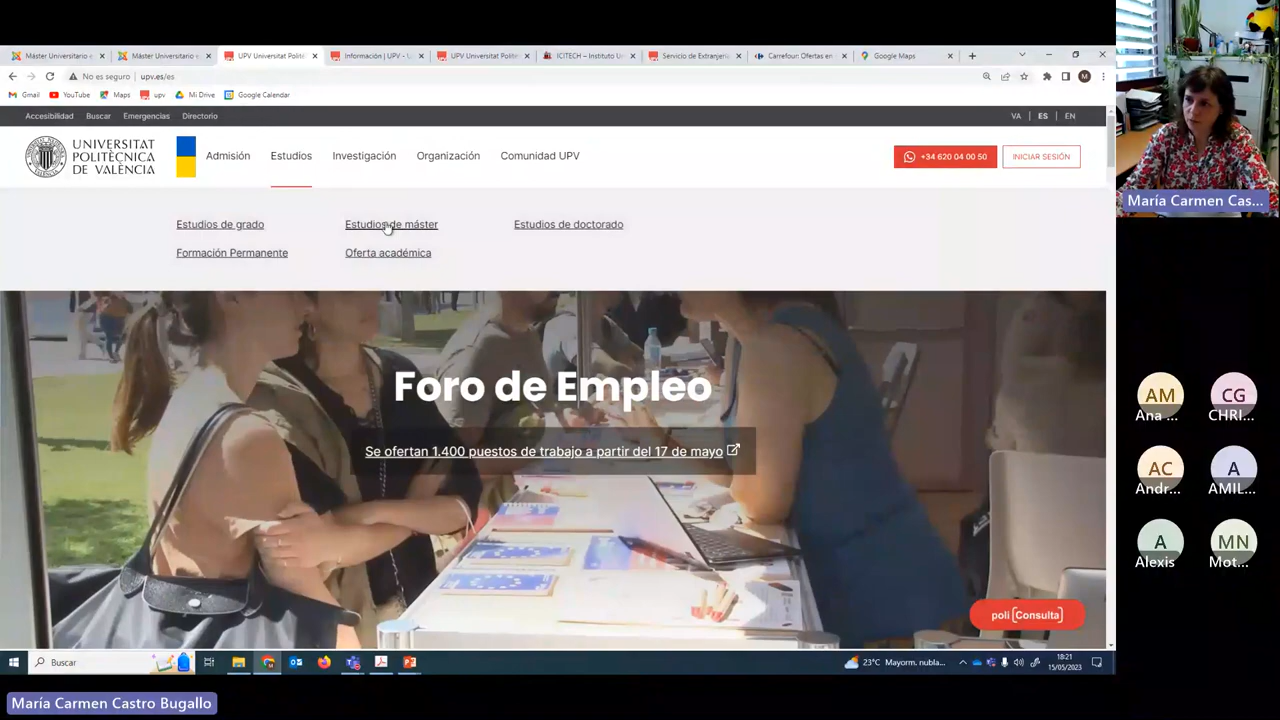 Máster Universitario e
Máster Universitario e
UPV Universitat Polité
Información | UPV - U
UPV Universitat Polité
ICITECH – Instituto Un
Servicio de Extranjería
Carrefour: Ofertas en
Google Maps
No es seguro | upv.es/es
Gmail
YouTube
Maps
upv
Mi Drive
Google Calendar
Accesibilidad Buscar Emergencias Directorio
VA | ES | EN
UNIVERSITAT
POLITÈCNICA
DE VALÈNCIA
Admisión Estudios Investigación Organización Comunidad UPV
+34 620 04 00 50
INICIAR SESIÓN
Estudios de grado Estudios de máster Estudios de doctorado
Formación Permanente Oferta académica
Foro de Empleo
Se ofertan 1.400 puestos de trabajo a partir del 17 de mayo
poli [Consulta]
Buscar
23°C Mayorm. nubla...
18:21
15/05/2023
María Carmen Castro Bugallo
María Carmen Cas...
AM
Ana ...
CG
CHRI...
AC
Andr...
A
AMIL...
A
Alexis
MN
Mot...
M